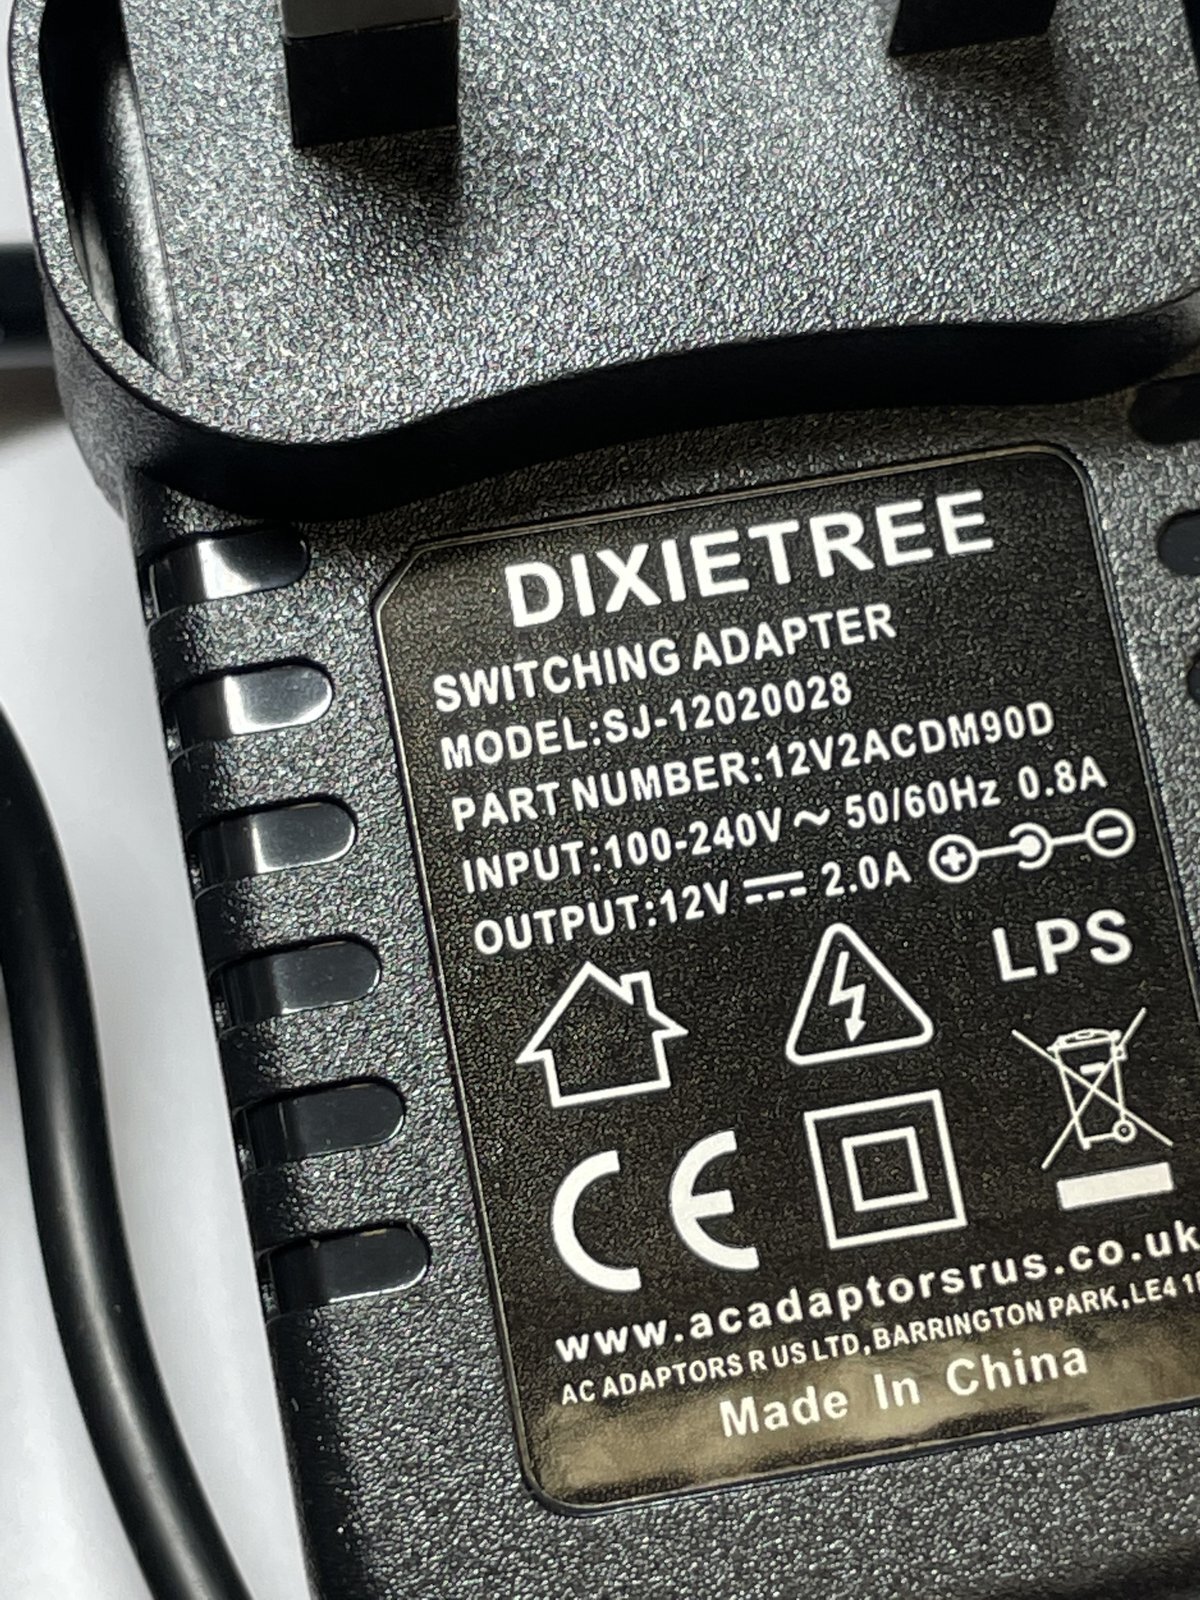 DIXIETREE
SWITCHING ADAPTER
MODEL:SJ-12020028
PART NUMBER:12V2ACDM90D
INPUT:100-240V ~ 50/60Hz 0.8A
OUTPUT:12V ⎓ 2.0A
LPS
CE
www.acadaptorsrus.co.uk
AC ADAPTORS R US LTD,BARRINGTON PARK,LE4
Made In China